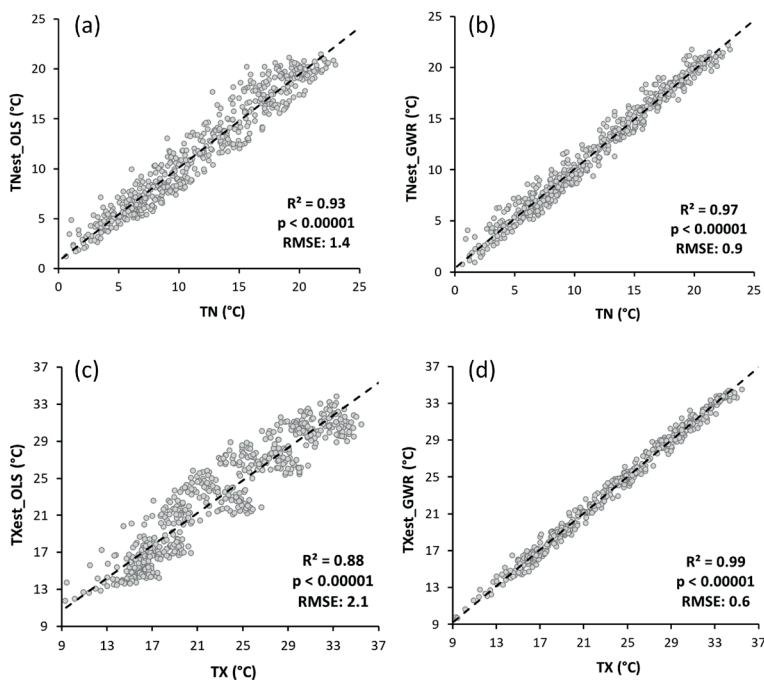 (a)
TNest_OLS (°C)
25
20
15
10
5
0
0 5 10 15 20 25
TN (°C)
R² = 0.93
p < 0.00001
RMSE: 1.4
(b)
TNest_GWR (°C)
25
20
15
10
5
0
0 5 10 15 20 25
TN (°C)
R² = 0.97
p < 0.00001
RMSE: 0.9
(c)
TXest_OLS (°C)
37
33
29
25
21
17
13
9
9 13 17 21 25 29 33 37
TX (°C)
R² = 0.88
p < 0.00001
RMSE: 2.1
(d)
TXest_GWR (°C)
37
33
29
25
21
17
13
9
9 13 17 21 25 29 33 37
TX (°C)
R² = 0.99
p < 0.00001
RMSE: 0.6